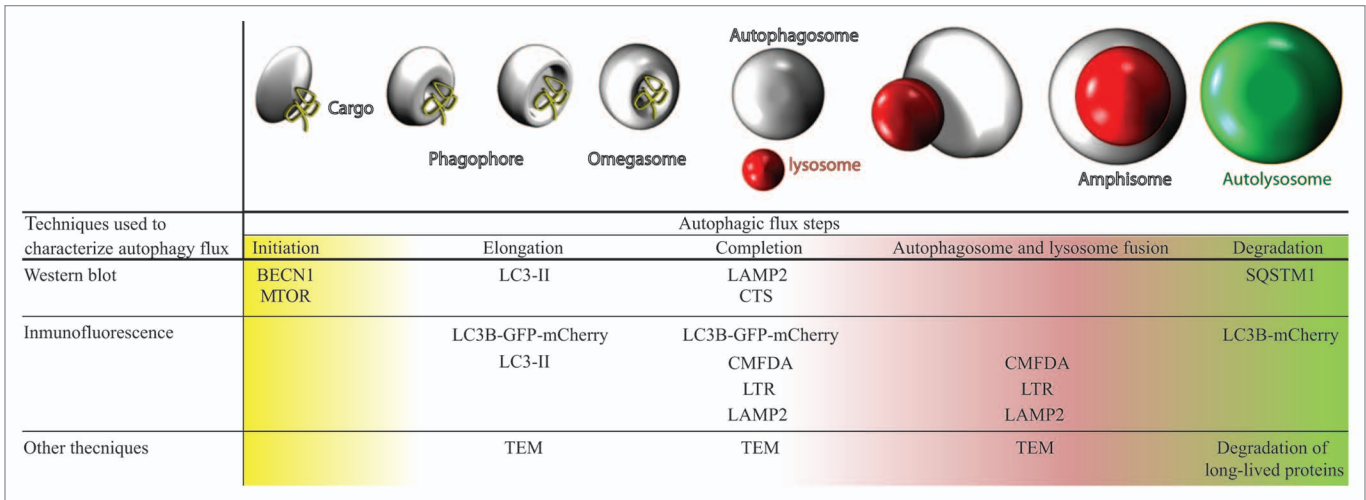 Autophagosome
Cargo
Phagophore
Omegasome
lysosome
Amphisome
Autolysosome
Techniques used to
characterize autophagy flux
Autophagic flux steps
Initiation
Elongation
Completion
Autophagosome and lysosome fusion
Degradation
Western blot
BECN1
MTOR
LC3-II
LAMP2
CTS
SQSTM1
Inmunofluorescence
LC3B-GFP-mCherry
LC3-II
LC3B-GFP-mCherry
CMFDA
LTR
LAMP2
CMFDA
LTR
LAMP2
LC3B-mCherry
Other thecniques
TEM
TEM
TEM
Degradation of
long-lived proteins